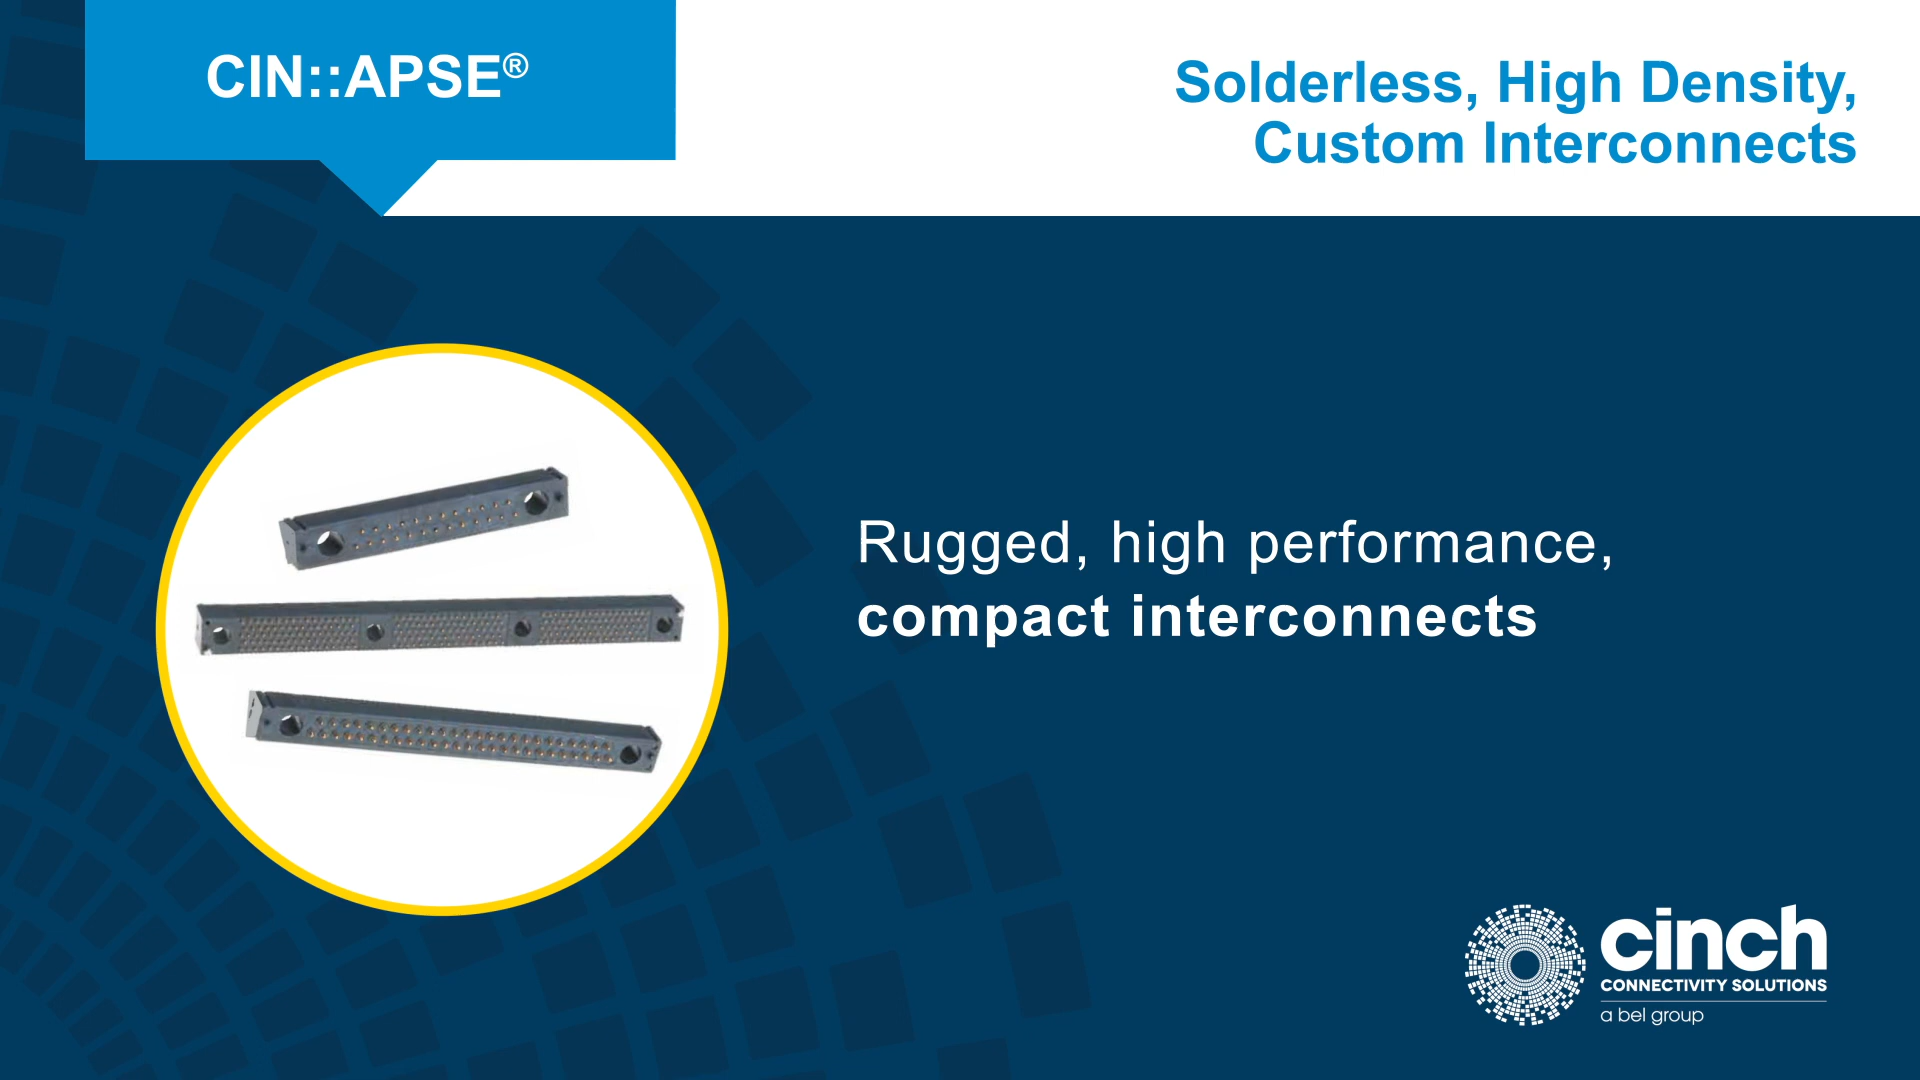 CIN::APSE®
Solderless, High Density,
Custom Interconnects
Rugged, high performance,
compact interconnects
cinch
CONNECTIVITY SOLUTIONS
a bel group